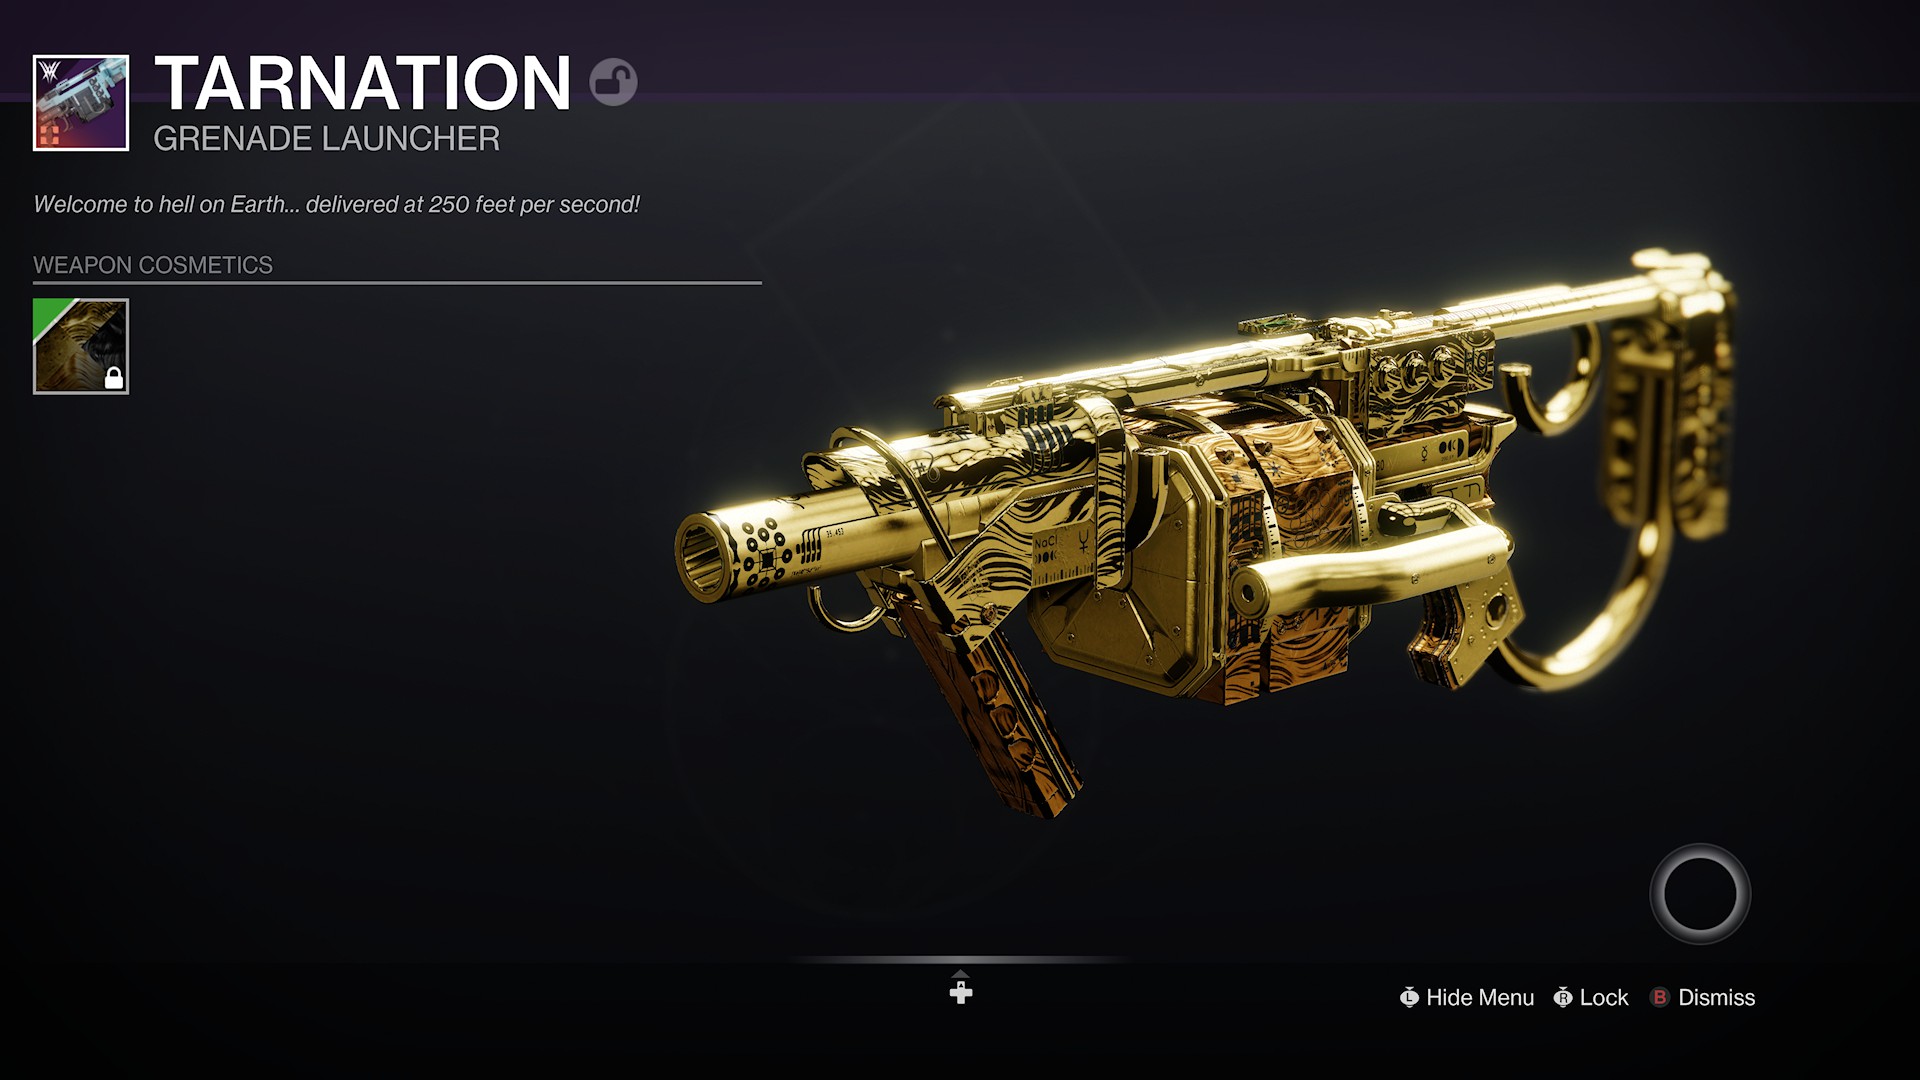 TARNATION
GRENADE LAUNCHER
Welcome to hell on Earth... delivered at 250 feet per second!
WEAPON COSMETICS
NaCl
L Hide Menu R Lock B Dismiss